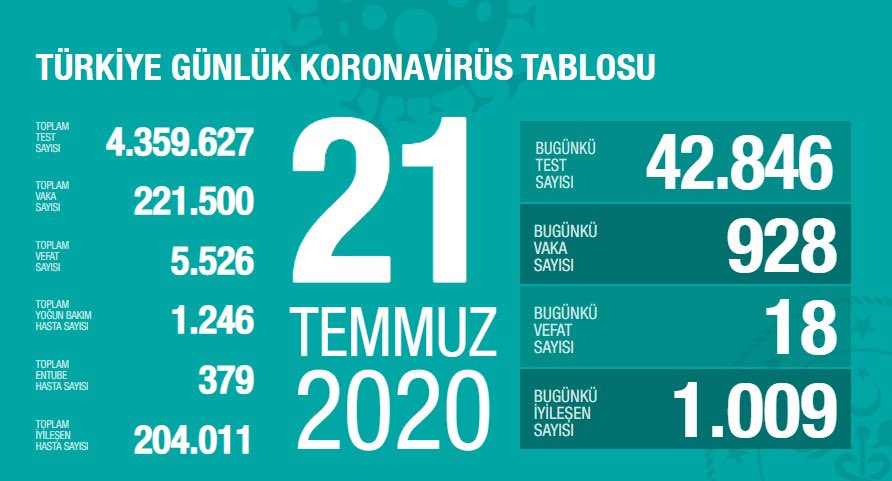 TÜRKİYE GÜNLÜK KORONAVİRÜS TABLOSU
TOPLAM
TEST
SAYISI
4.359.627
TOPLAM
VAKA
SAYISI
221.500
TOPLAM
VEFAT
SAYISI
5.526
TOPLAM
YOĞUN BAKIM
HASTA SAYISI
1.246
TOPLAM
ENTUBE
HASTA SAYISI
379
TOPLAM
İYİLEŞEN
HASTA SAYISI
204.011
21
TEMMUZ
2020
BUGÜNKÜ
TEST
SAYISI
42.846
BUGÜNKÜ
VAKA
SAYISI
928
BUGÜNKÜ
VEFAT
SAYISI
18
BUGÜNKÜ
İYİLEŞEN
SAYISI
1.009